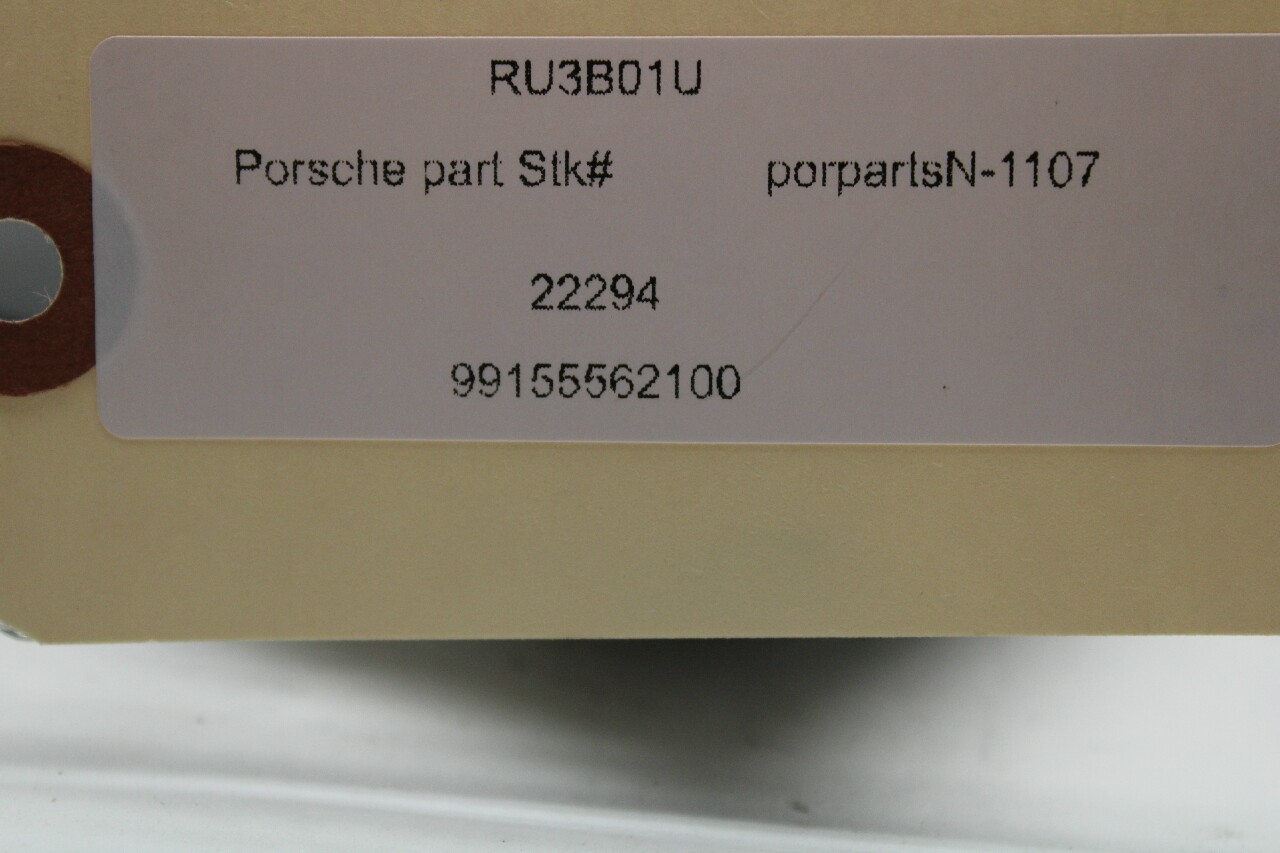 RU3B01U
Porsche part Stk# porpartsN-1107
22294
99155562100